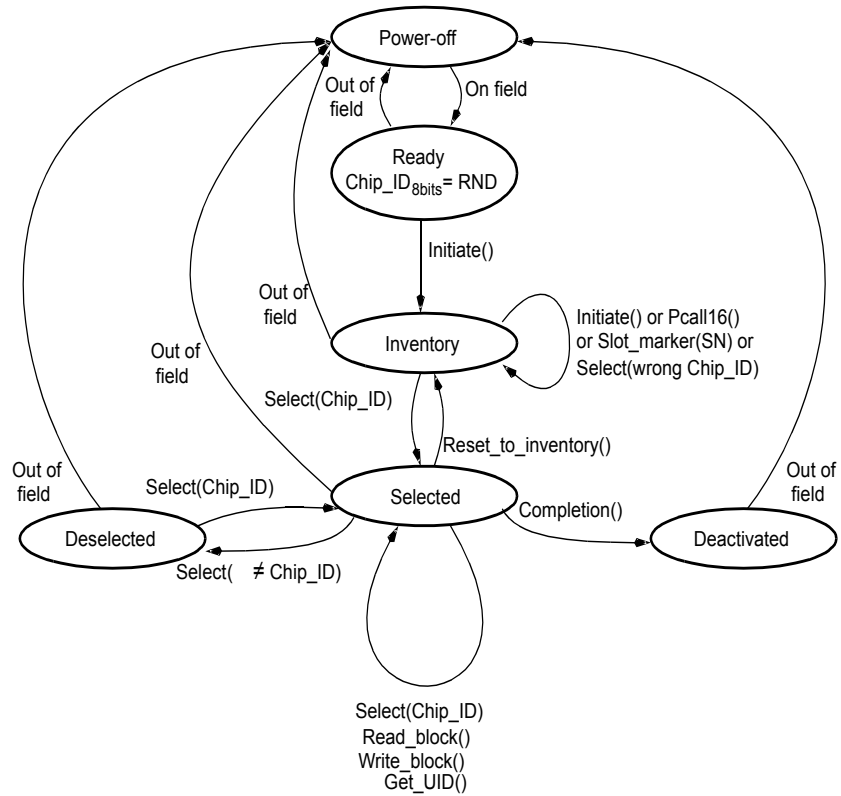 Power-off
Out of
field
On field
Ready
Chip_ID8bits= RND
Initiate()
Out of
field
Initiate() or Pcall16()
or Slot_marker(SN) or
Select(wrong Chip_ID)
Inventory
Out of
field
Select(Chip_ID)
Reset_to_inventory()
Out of
field
Select(Chip_ID)
Selected
Completion()
Out of
field
Deselected
Deactivated
Select( ≠ Chip_ID)
Select(Chip_ID)
Read_block()
Write_block()
Get_UID()